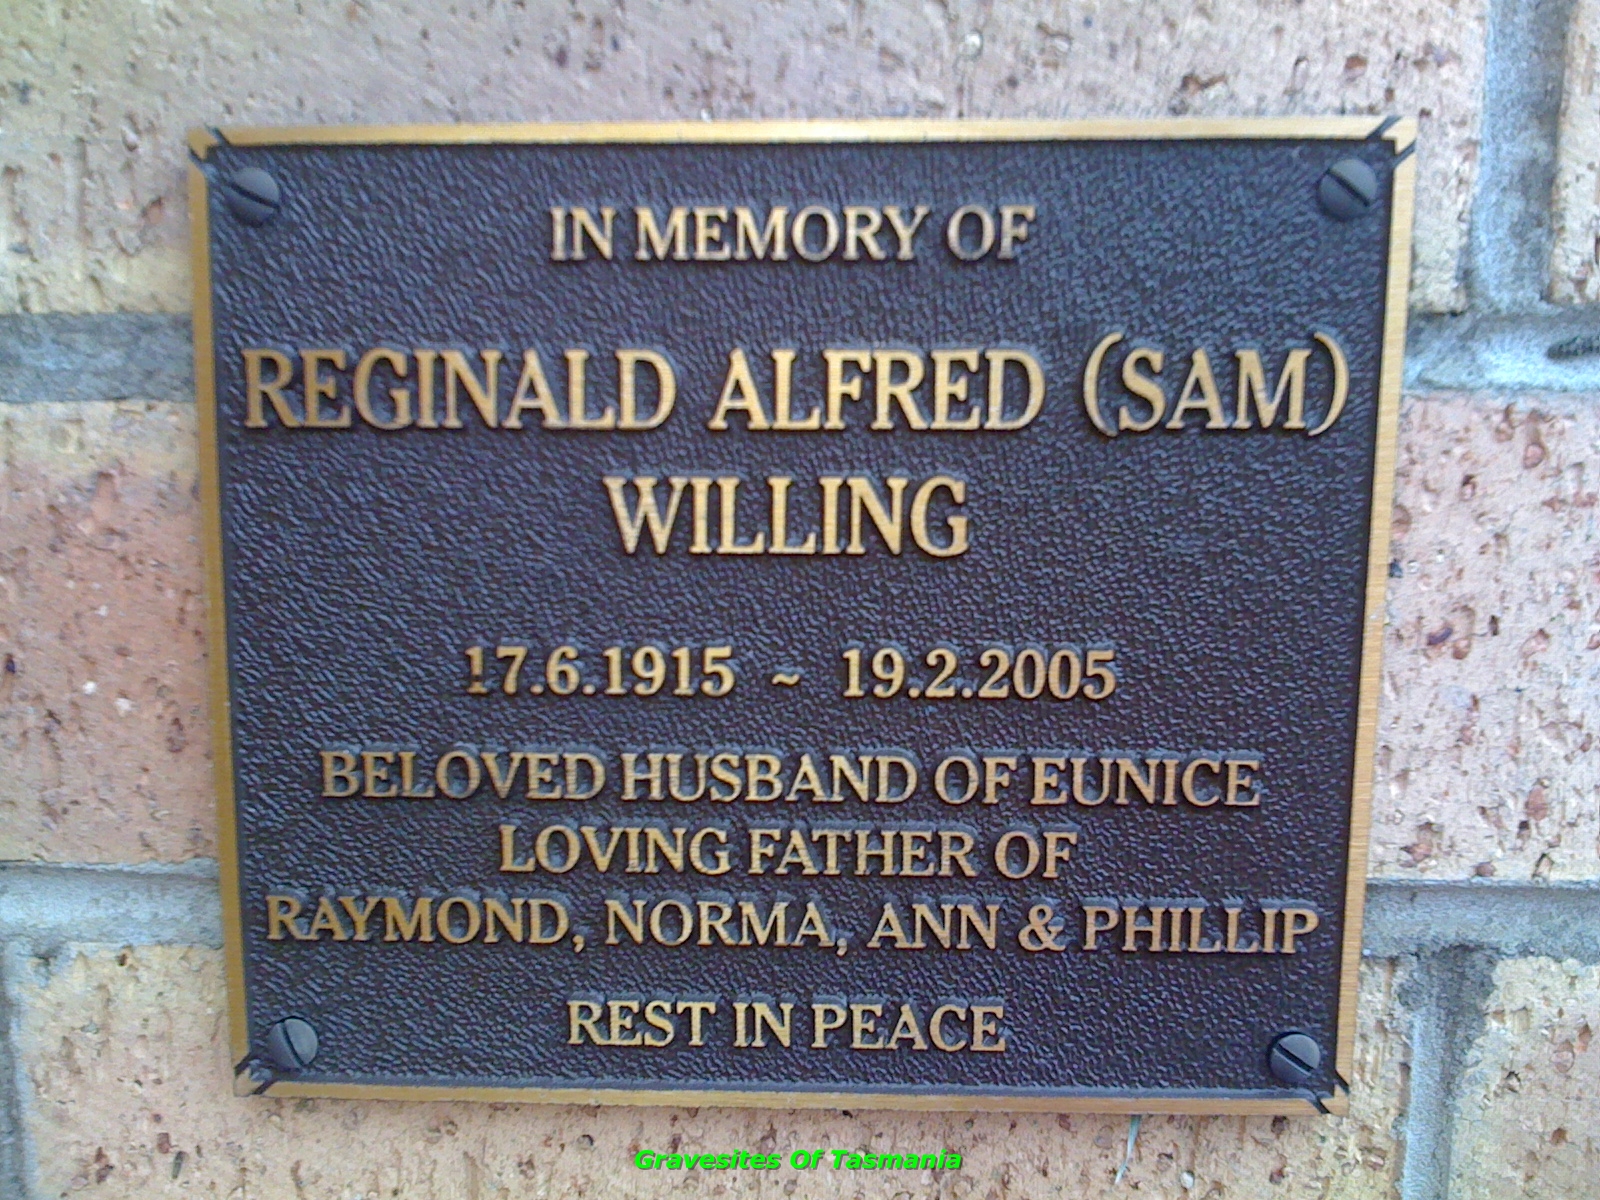 IN MEMORY OF
REGINALD ALFRED (SAM)
WILLING
17.6.1915 ~ 19.2.2005
BELOVED HUSBAND OF EUNICE
LOVING FATHER OF
RAYMOND, NORMA, ANN & PHILLIP
REST IN PEACE
Gravesites Of Tasmania